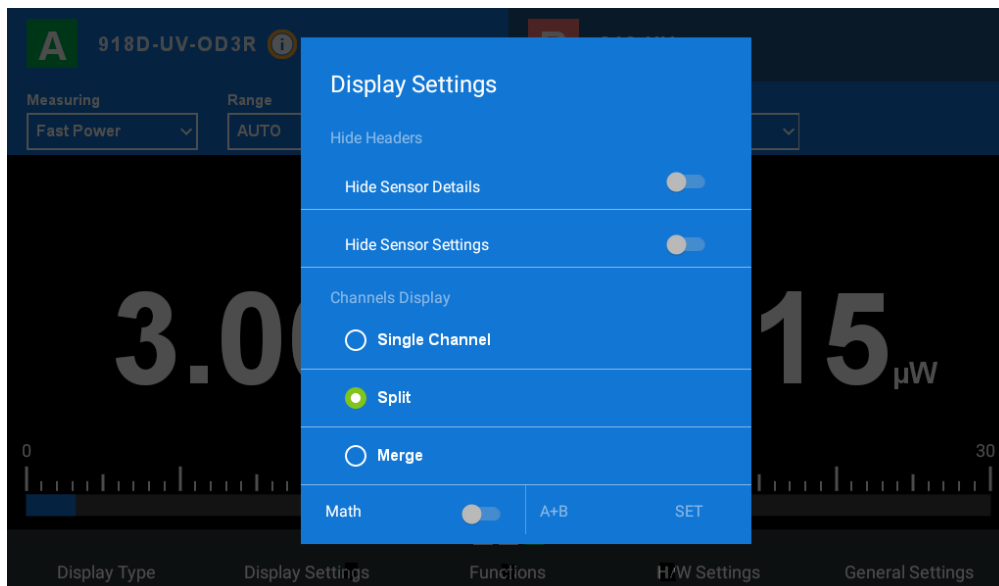 A 918D-UV-OD3R i
Display Settings
Measuring
Range
Fast Power
AUTO
Hide Headers
Hide Sensor Details
Hide Sensor Settings
Channels Display
Single Channel
3.0
15 µW
Split
Merge
0
30
Math
A+B
SET
Display Type
Display Settings
Functions
H/W Settings
General Settings